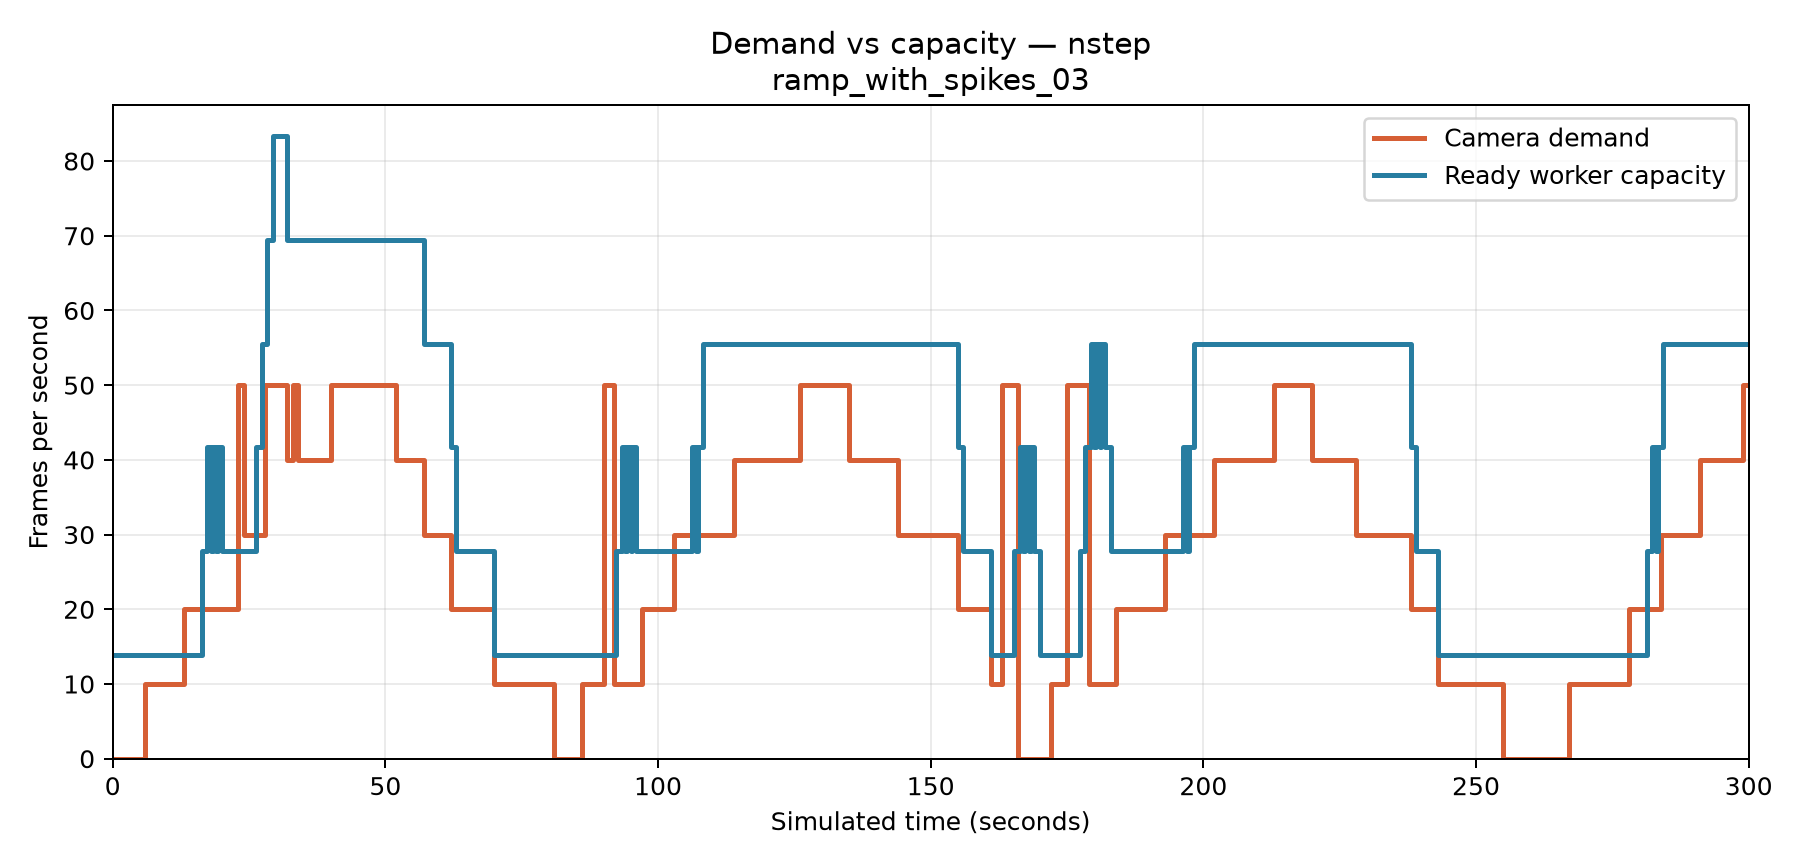 Demand vs capacity — nstep
ramp_with_spikes_03
Camera demand
Ready worker capacity
Frames per second
80
70
60
50
40
30
20
10
0
0 50 100 150 200 250 300
Simulated time (seconds)